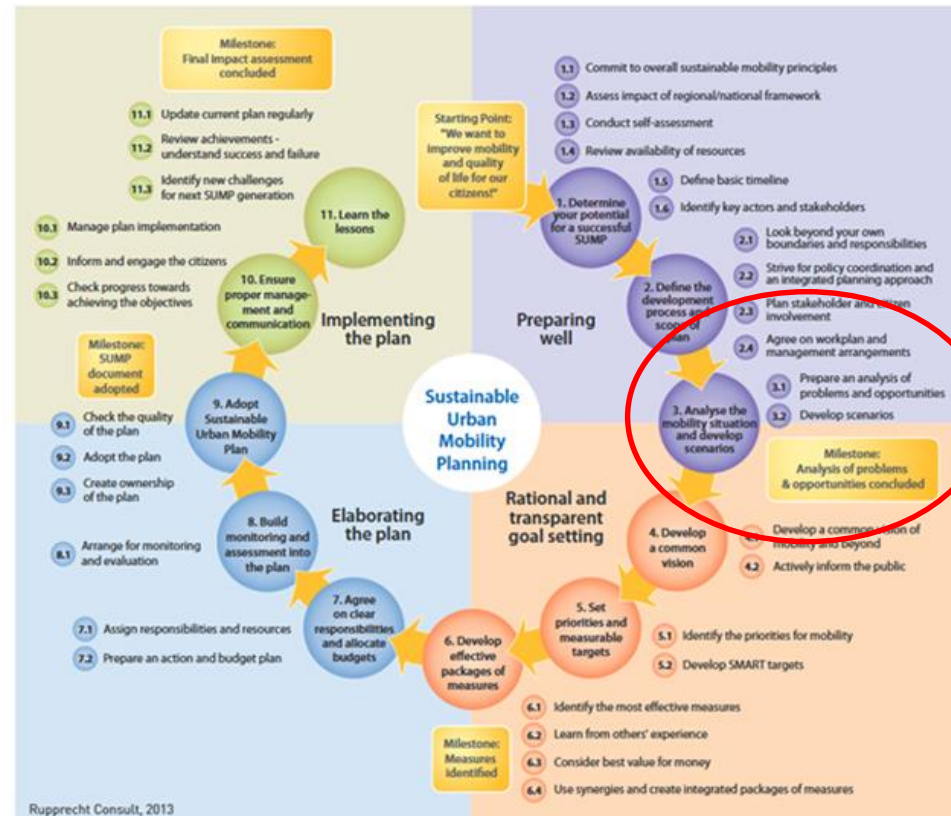 Milestone:
Final impact assessment
concluded
11.1 Update current plan regularly
11.2 Review achievements -
understand success and failure
11.3 Identify new challenges
for next SUMP generation
10.1 Manage plan implementation
10.2 Inform and engage the citizens
10.3 Check progress towards
achieving the objectives
11. Learn the
lessons
10. Ensure
proper manage-
ment and
communication
Implementing
the plan
Milestone:
SUMP
document
adopted
Starting Point:
"We want to
improve mobility
and quality
of life for our
citizens!"
1.1 Commit to overall sustainable mobility principles
1.2 Assess impact of regional/national framework
1.3 Conduct self-assessment
1.4 Review availability of resources
1.5 Define basic timeline
1.6 Identify key actors and stakeholders
1. Determine
your potential
for a successful
SUMP
2.1 Look beyond your own
boundaries and responsibilities
2.2 Strive for policy coordination and
an integrated planning approach
2.3 Plan stakeholder and citizen
involvement
2.4 Agree on workplan and
management arrangements
2. Define the
development
process and
scope of
plan
Preparing
well
3.1 Prepare an analysis of
problems and opportunities
3.2 Develop scenarios
3. Analyse the
mobility situation
and develop
scenarios
Milestone:
Analysis of problems
& opportunities concluded
Sustainable
Urban
Mobility
Planning
9. Adopt
Sustainable
Urban Mobility
Plan
9.1 Check the quality
of the plan
9.2 Adopt the plan
9.3 Create ownership
of the plan
8. Build
monitoring and
assessment into
the plan
8.1 Arrange for monitoring
and evaluation
Elaborating
the plan
7. Agree
on clear
responsibilities
and allocate
budgets
7.1 Assign responsibilities and resources
7.2 Prepare an action and budget plan
Rational and
transparent
goal setting
4. Develop
a common
vision
4.1 Develop a common vision of
mobility and beyond
4.2 Actively inform the public
5. Set
priorities and
measurable
targets
5.1 Identify the priorities for mobility
5.2 Develop SMART targets
6. Develop
effective
packages of
measures
6.1 Identify the most effective measures
6.2 Learn from others' experience
6.3 Consider best value for money
6.4 Use synergies and create integrated packages of measures
Milestone:
Measures
identified
Rupprecht Consult, 2013